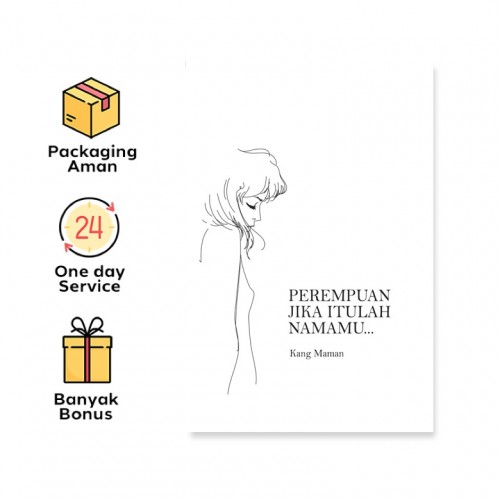 Packaging
Aman
24
One day
Service
Banyak
Bonus
PEREMPUAN
JIKA ITULAH
NAMAMU...
Kang Maman